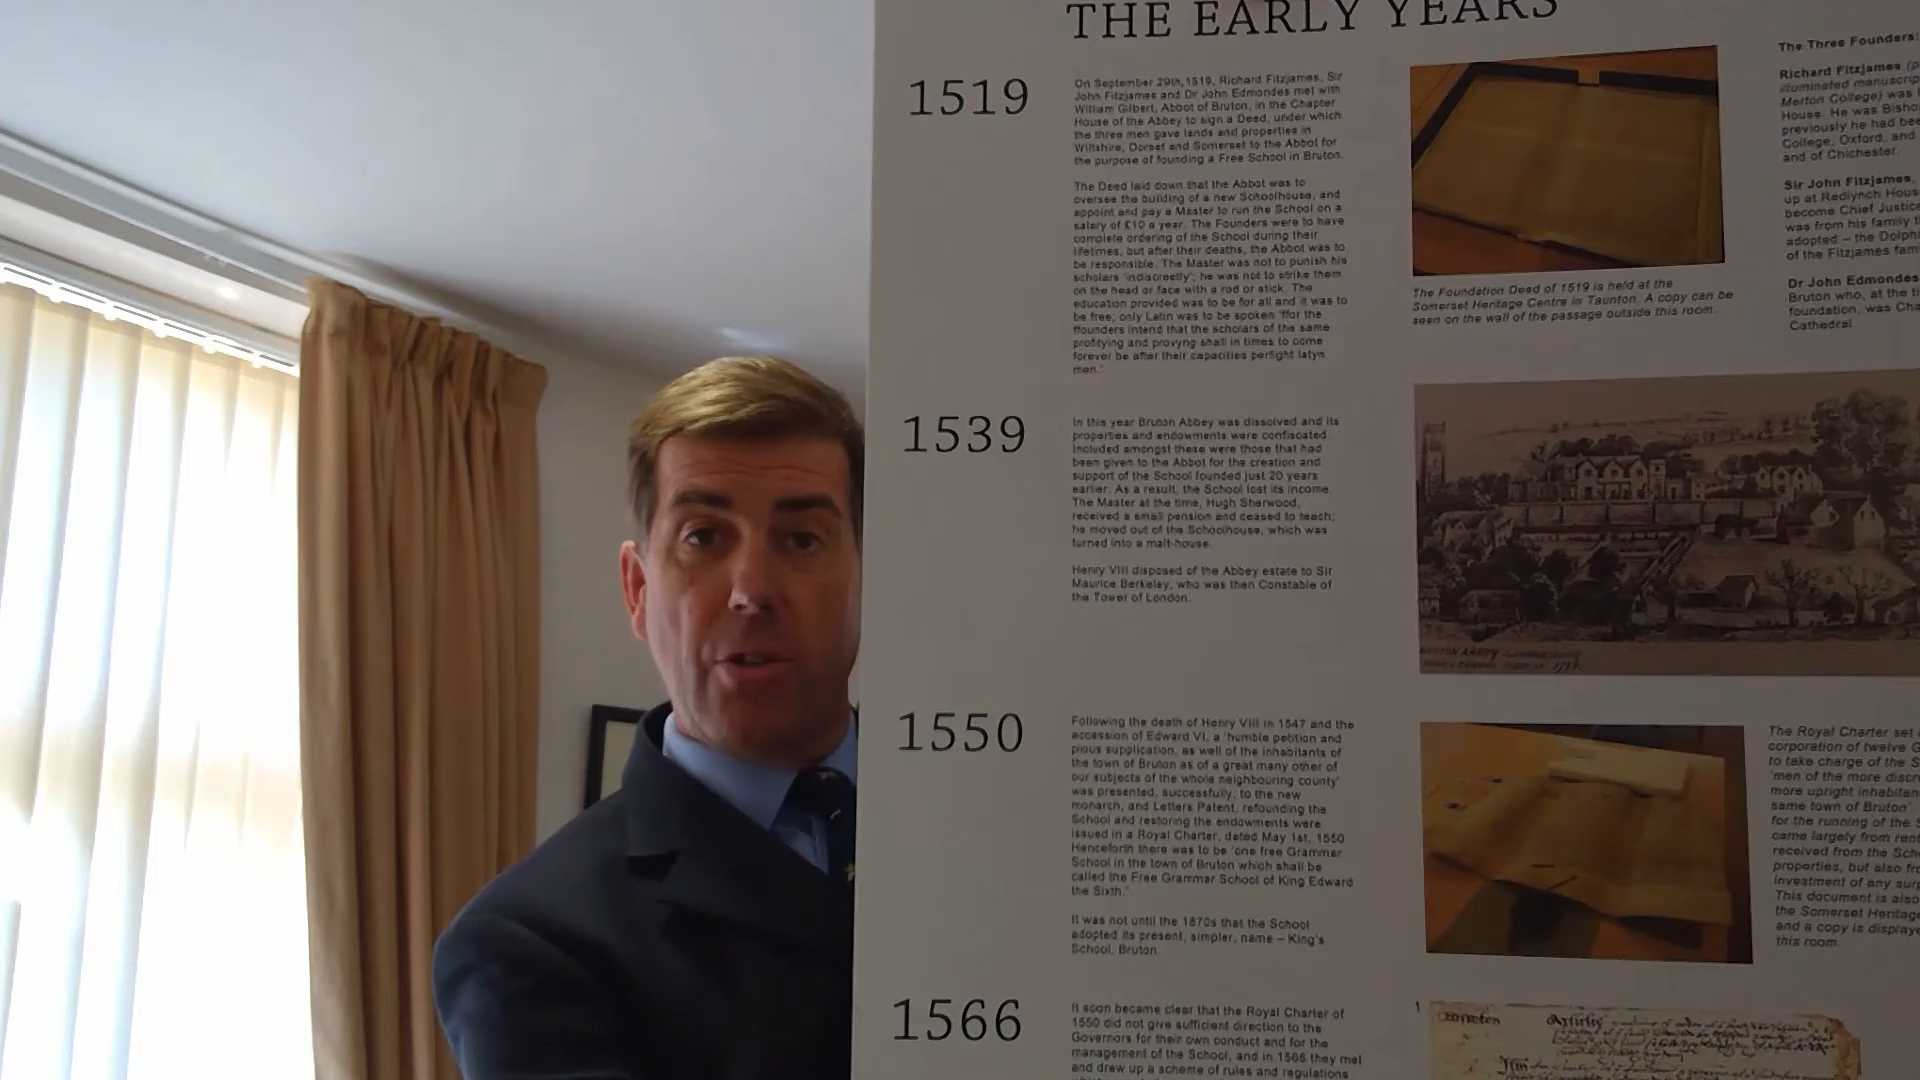 THE EARLY YEARS
1519
On September 29th, 1519, Richard Fitzjames, Sir
John Fitzjames and Dr John Edmondes met with
William Gilbert, Abbot of Bruton, in the Chapter
House of the Abbey to sign a Deed, under which
the three men gave lands and properties in
Wiltshire, Dorset and Somerset to the Abbot for
the purpose of founding a Free School in Bruton.
The Deed laid down that the Abbot was to
oversee the building of a new Schoolhouse, and
appoint and pay a Master to run the School on a
salary of £10 a year. The Founders were to have
complete ordering of the School during their
lifetimes, but after their deaths, the Abbot was to
be responsible. The Master was not to punish his
scholars 'indiscreetly'; he was not to strike them
on the head or face with a rod or stick. The
education provided was to be for all and it was to
be free; only Latin was to be spoken 'ffor the
ffounders intend that the scholars of the same
profiting and provyng shall in times to come
forever be after their capacities perfight latyn
men.'
The Foundation Deed of 1519 is held at the
Somerset Heritage Centre in Taunton. A copy can be
seen on the wall of the passage outside this room.
The Three Founders:
Richard Fitzjames
illuminated manuscrip
Merton College) was
House. He was Bisho
previously he had bee
College, Oxford, and
and of Chichester.
Sir John Fitzjames,
up at Redlynch Hous
become Chief Justice
was from his family t
adopted – the Dolph
of the Fitzjames fam
Dr John Edmondes
Bruton who, at the ti
foundation, was Cha
Cathedral.
1539
In this year Bruton Abbey was dissolved and its
properties and endowments were confiscated.
Included amongst these were those that had
been given to the Abbot for the creation and
support of the School founded just 20 years
earlier. As a result, the School lost its income.
The Master at the time, Hugh Sherwood,
received a small pension and ceased to teach;
he moved out of the Schoolhouse, which was
turned into a malt-house.
Henry VIII disposed of the Abbey estate to Sir
Maurice Berkeley, who was then Constable of
the Tower of London.
1550
Following the death of Henry VIII in 1547 and the
accession of Edward VI, a 'humble petition and
pious supplication, as well of the inhabitants of
the town of Bruton as of a great many other of
our subjects of the whole neighbouring county'
was presented, successfully, to the new
monarch, and Letters Patent, refounding the
School and restoring the endowments were
issued in a Royal Charter, dated May 1st, 1550
Henceforth there was to be 'one free Grammar
School in the town of Bruton which shall be
called the Free Grammar School of King Edward
the Sixth.'
It was not until the 1870s that the School
adopted its present, simpler, name – King's
School, Bruton.
The Royal Charter set
corporation of twelve G
to take charge of the S
'men of the more discre
more upright inhabitan
same town of Bruton'.
for the running of the S
came largely from rent
received from the Scho
properties, but also fro
investment of any surp
This document is also
the Somerset Heritage
and a copy is displaye
this room.
1566
It soon became clear that the Royal Charter of
1550 did not give sufficient direction to the
Governors for their own conduct and for the
management of the School, and in 1566 they met
and drew up a scheme of rules and regulations
1